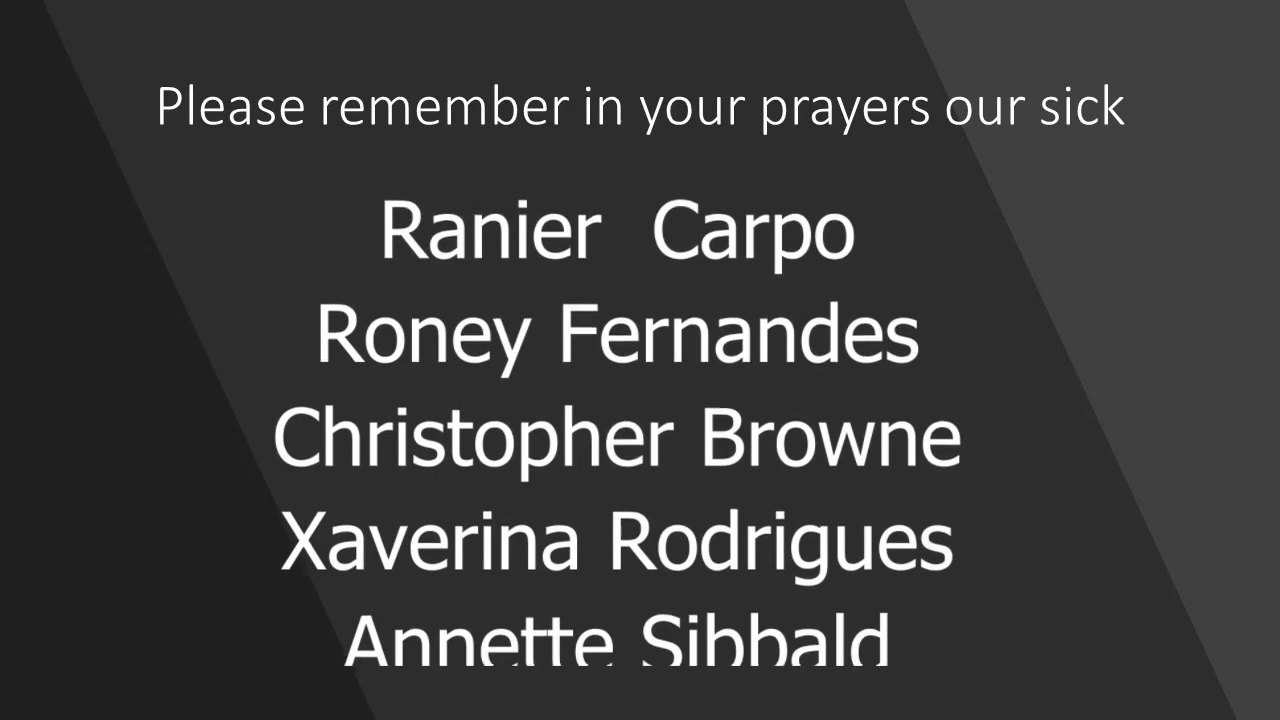 Please remember in your prayers our sick
Ranier Carpo
Roney Fernandes
Christopher Browne
Xaverina Rodrigues
Annette Sibbald